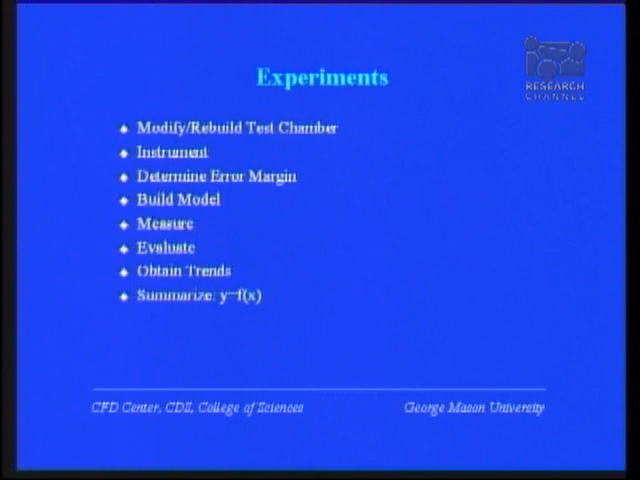 Experiments
RESEARCH
CHANNEL
Modify/Rebuild Test Chamber
Instrument
Determine Error Margin
Build Model
Measure
Evaluate
Obtain Trends
Summarize: y=f(x)
CFD Center, CDS, College of Sciences
George Mason University